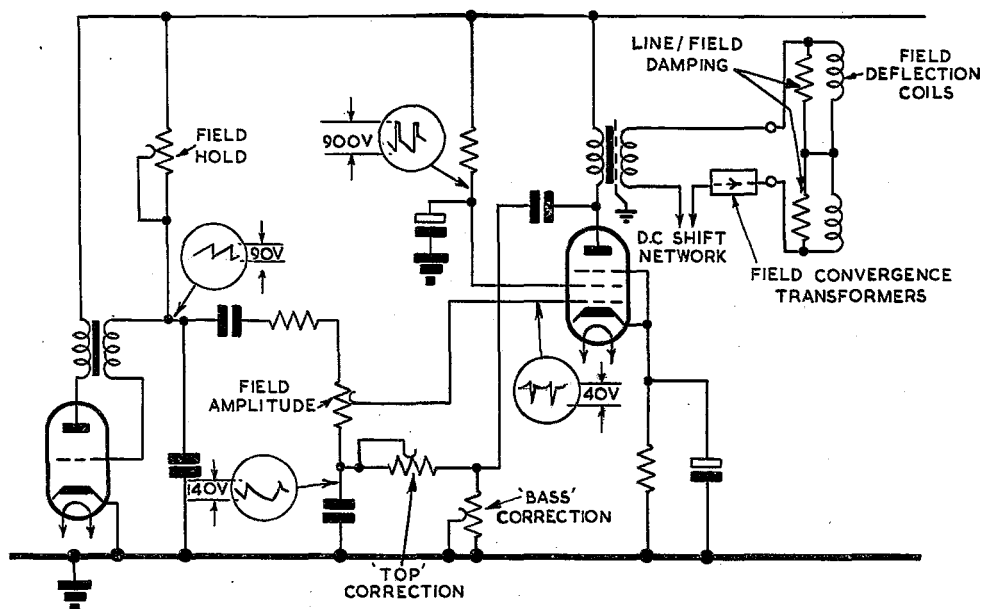 LINE/FIELD
DAMPING
FIELD
DEFLECTION
COILS
900V
FIELD
HOLD
90V
D.C SHIFT
NETWORK
FIELD CONVERGENCE
TRANSFORMERS
FIELD
AMPLITUDE
40V
140V
'BASS'
CORRECTION
'TOP'
CORRECTION